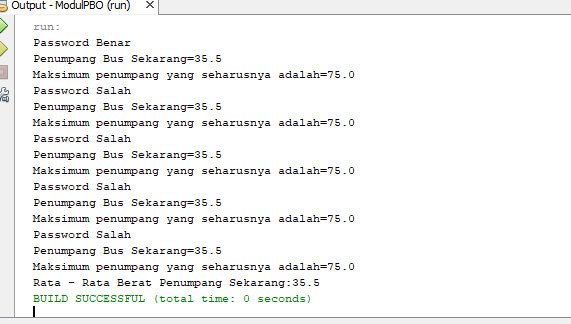 Output - ModulPBO (run)
run:
Password Benar
Penumpang Bus Sekarang=35.5
Maksimum penumpang yang seharusnya adalah=75.0
Password Salah
Penumpang Bus Sekarang=35.5
Maksimum penumpang yang seharusnya adalah=75.0
Password Salah
Penumpang Bus Sekarang=35.5
Maksimum penumpang yang seharusnya adalah=75.0
Password Salah
Penumpang Bus Sekarang=35.5
Maksimum penumpang yang seharusnya adalah=75.0
Password Salah
Penumpang Bus Sekarang=35.5
Maksimum penumpang yang seharusnya adalah=75.0
Rata - Rata Berat Penumpang Sekarang:35.5
BUILD SUCCESSFUL (total time: 0 seconds)